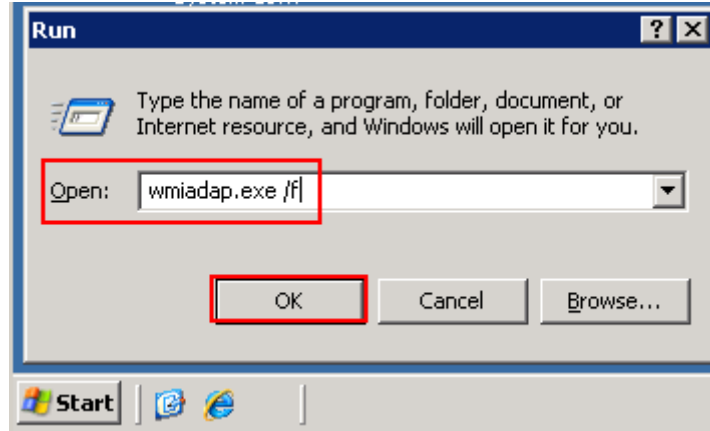 Run
Type the name of a program, folder, document, or
Internet resource, and Windows will open it for you.
Open: wmiadap.exe /f
OK Cancel Browse...
Start